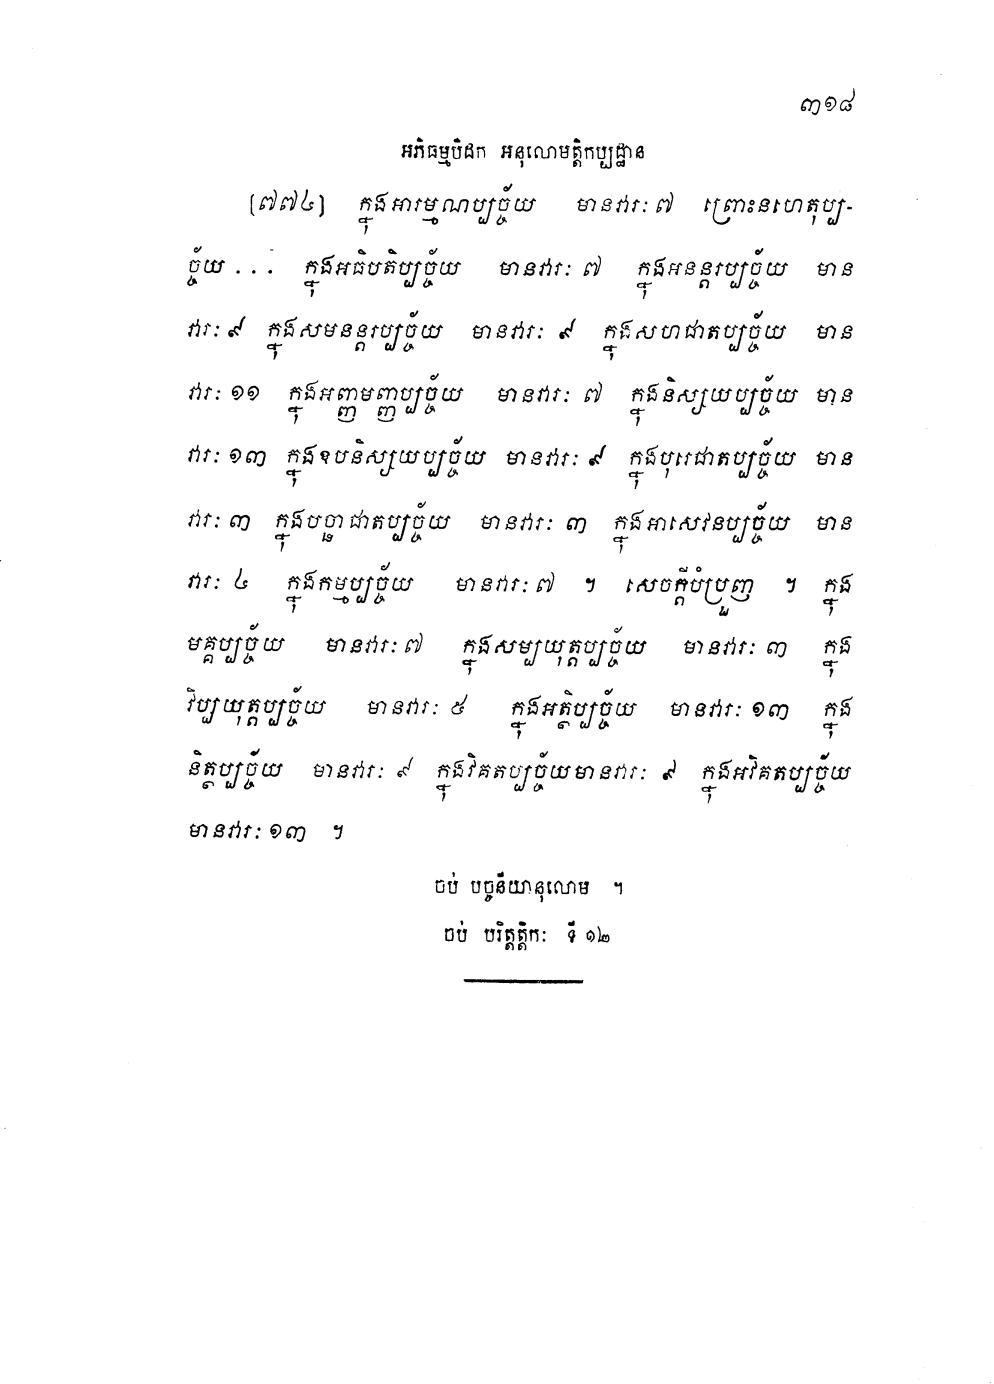 ៣១៨
អភិធម្មបិដក អនុលោមត្តិកប្បដ្ឋាន
[៧៧៤] ក្នុងអារម្មណប្បច្ច័យ មានវារៈ ៧ ព្រោះនហេតុប្ប-
ច្ច័យ ... ក្នុងអធិបតិប្បច្ច័យ មានវារៈ ៧ ក្នុងអនន្តរប្បច្ច័យ មាន
វារៈ ៩ ក្នុងសមនន្តរប្បច្ច័យ មានវារៈ ៩ ក្នុងសហជាតប្បច្ច័យ មាន
វារៈ ១១ ក្នុងអញ្ញមញ្ញប្បច្ច័យ មានវារៈ ៧ ក្នុងនិស្សយប្បច្ច័យ មាន
វារៈ ១៣ ក្នុងឧបនិស្សយប្បច្ច័យ មានវារៈ ៩ ក្នុងបុរេជាតប្បច្ច័យ មាន
វារៈ ៣ ក្នុងបច្ឆាជាតប្បច្ច័យ មានវារៈ ៣ ក្នុងអាសេវនប្បច្ច័យ មាន
វារៈ ៤ ក្នុងកម្មប្បច្ច័យ មានវារៈ ៧ ។ សេចក្តីបំប្រួញ ។ ក្នុង
មគ្គប្បច្ច័យ មានវារៈ ៧ ក្នុងសម្បយុត្តប្បច្ច័យ មានវារៈ ៣ ក្នុង
វិប្បយុត្តប្បច្ច័យ មានវារៈ ៥ ក្នុងអត្ថិប្បច្ច័យ មានវារៈ ១៣ ក្នុង
នត្ថិប្បច្ច័យ មានវារៈ ៩ ក្នុងវិគតប្បច្ច័យមានវារៈ ៩ ក្នុងអវិគតប្បច្ច័យ
មានវារៈ ១៣ ។
ចប់ បច្ចនីយានុលោម ។
ចប់ បរិត្តត្តិកៈ ទី ១២